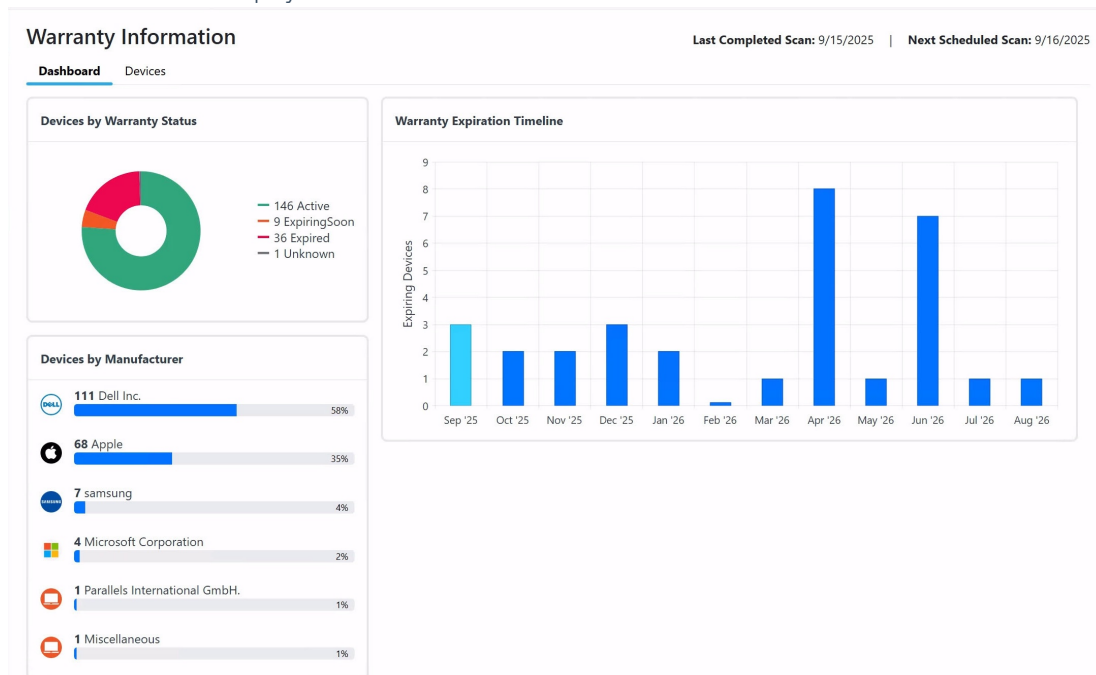 Warranty Information
Last Completed Scan: 9/15/2025 | Next Scheduled Scan: 9/16/2025
Dashboard Devices
Devices by Warranty Status
146 Active
9 ExpiringSoon
36 Expired
1 Unknown
Warranty Expiration Timeline
Expiring Devices
9
8
7
6
5
4
3
2
1
0
Sep '25 Oct '25 Nov '25 Dec '25 Jan '26 Feb '26 Mar '26 Apr '26 May '26 Jun '26 Jul '26 Aug '26
Devices by Manufacturer
DELL
111 Dell Inc.
58%
68 Apple
35%
SAMSUNG
7 samsung
4%
4 Microsoft Corporation
2%
1 Parallels International GmbH.
1%
1 Miscellaneous
1%